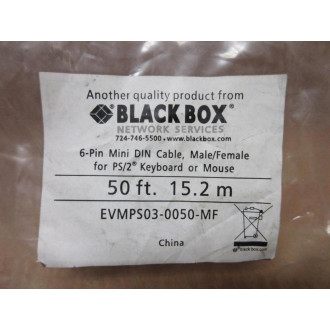 Another quality product from
BLACK BOX®
NETWORK SERVICES
724-746-5500 • www.blackbox.com
6-Pin Mini DIN Cable, Male/Female
for PS/2® Keyboard or Mouse
50 ft. 15.2 m
EVMPS03-0050-MF
China